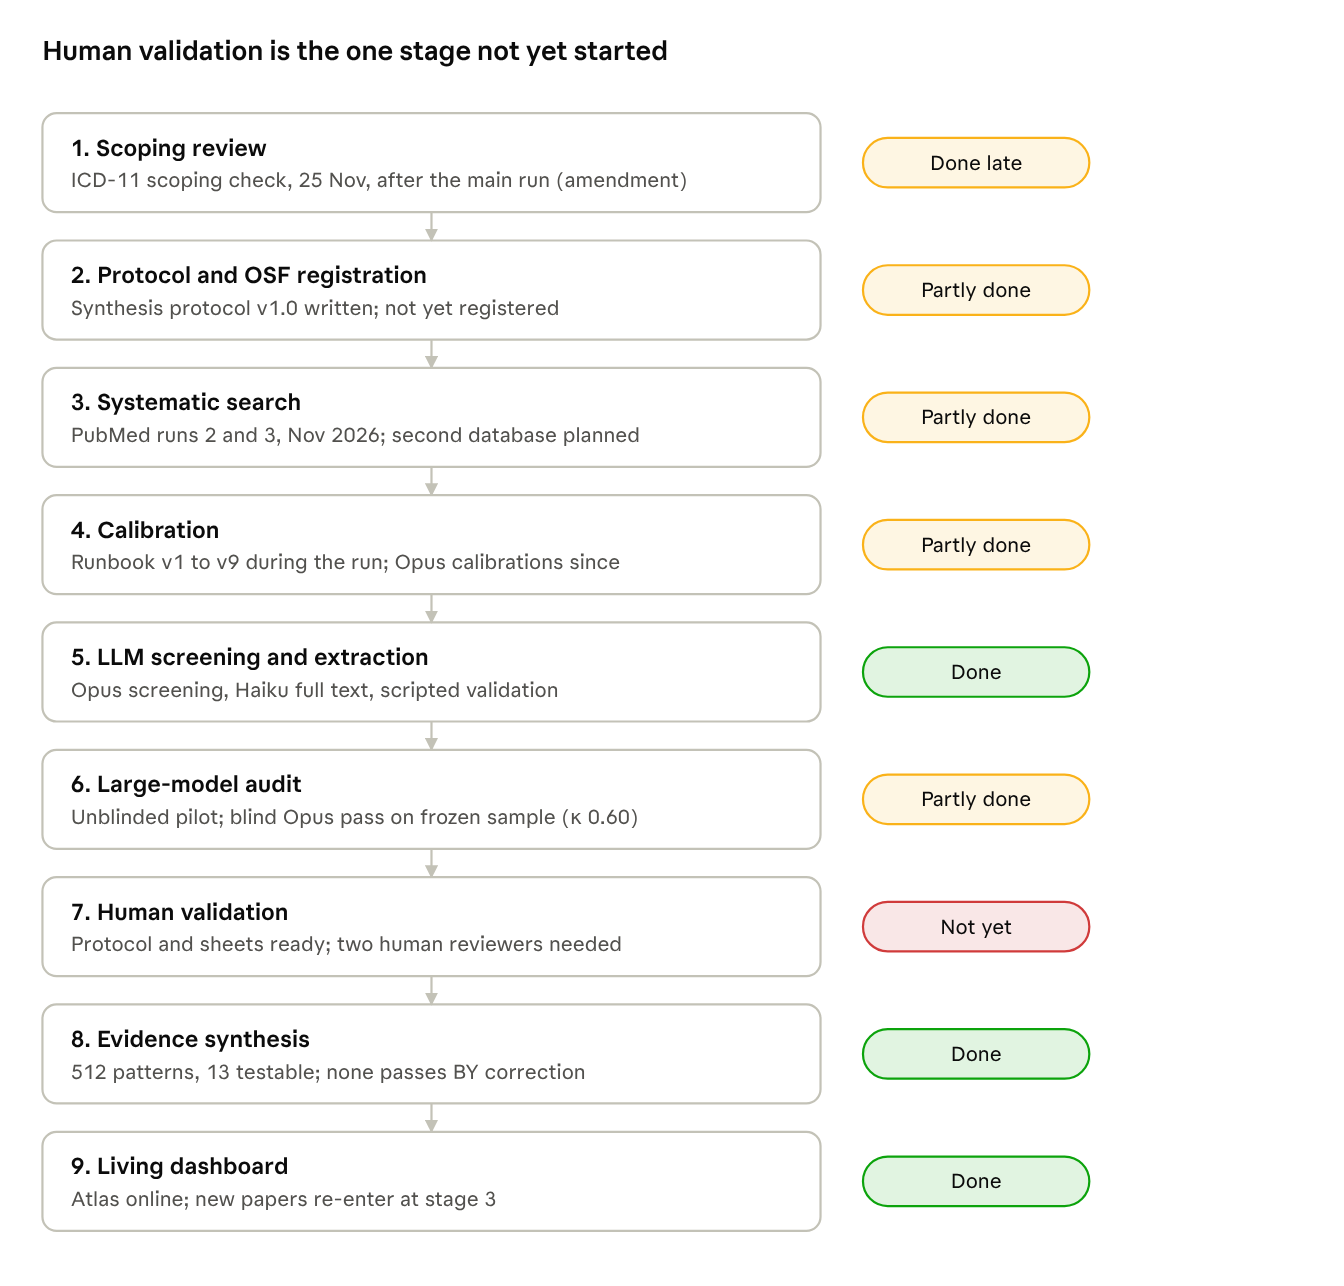 Human validation is the one stage not yet started
1. Scoping review
ICD-11 scoping check, 25 Nov, after the main run (amendment)
Done late
2. Protocol and OSF registration
Synthesis protocol v1.0 written; not yet registered
Partly done
3. Systematic search
PubMed runs 2 and 3, Nov 2026; second database planned
Partly done
4. Calibration
Runbook v1 to v9 during the run; Opus calibrations since
Partly done
5. LLM screening and extraction
Opus screening, Haiku full text, scripted validation
Done
6. Large-model audit
Unblinded pilot; blind Opus pass on frozen sample (κ 0.60)
Partly done
7. Human validation
Protocol and sheets ready; two human reviewers needed
Not yet
8. Evidence synthesis
512 patterns, 13 testable; none passes BY correction
Done
9. Living dashboard
Atlas online; new papers re-enter at stage 3
Done